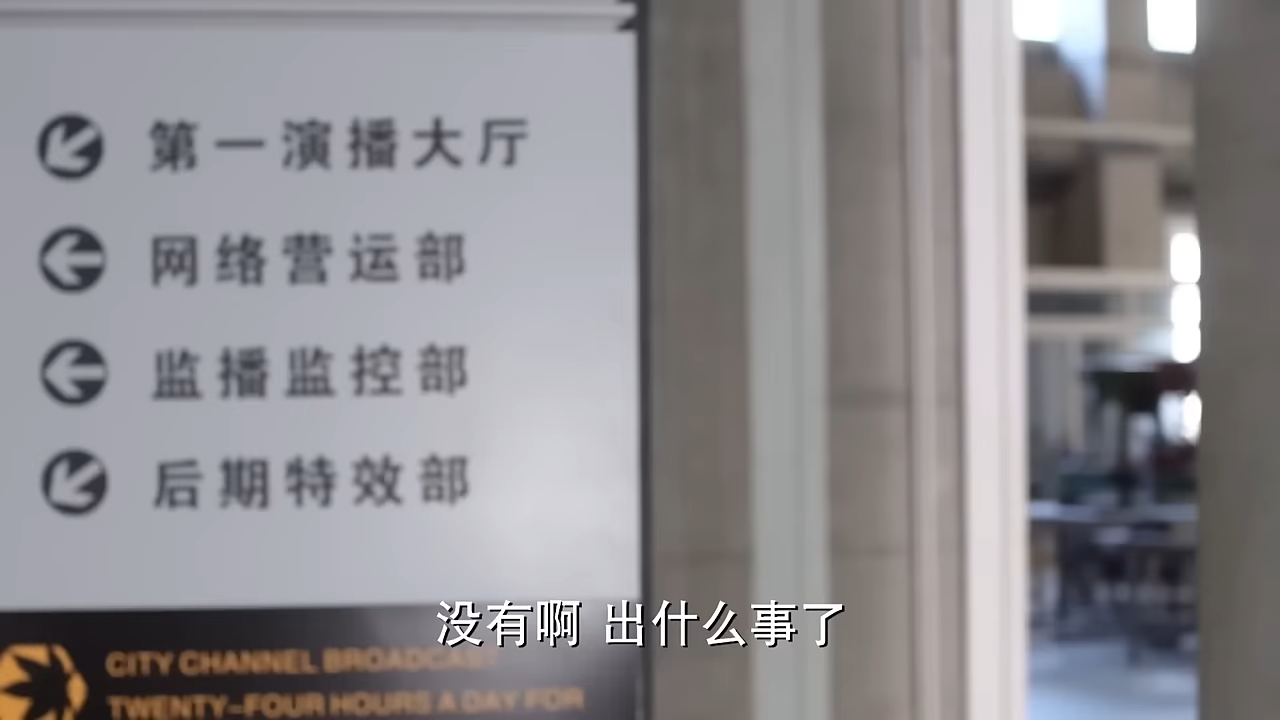 第一演播大厅
网络营运部
监播监控部
后期特效部
没有啊 出什么事了
CITY CHANNEL BROADCAST
TWENTY-FOUR HOURS A DAY FOR